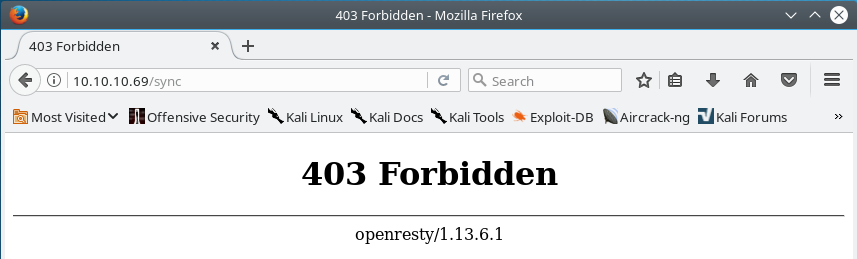 403 Forbidden - Mozilla Firefox
403 Forbidden
10.10.10.69/sync Search
Most Visited Offensive Security Kali Linux Kali Docs Kali Tools Exploit-DB Aircrack-ng Kali Forums
403 Forbidden
openresty/1.13.6.1